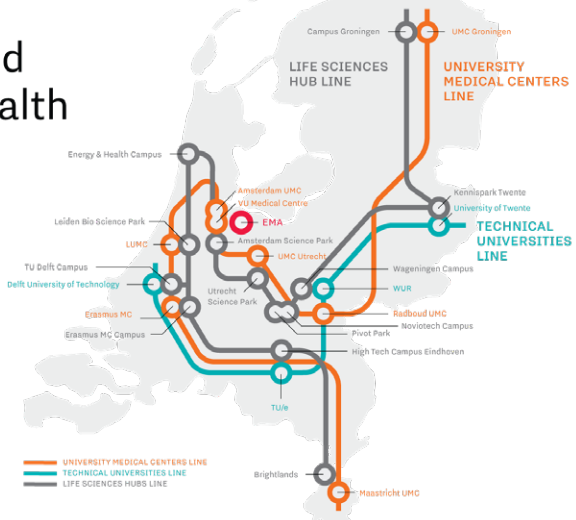 d
alth
Campus Groningen
UMC Groningen
LIFE SCIENCES
HUB LINE
UNIVERSITY
MEDICAL CENTERS
LINE
Energy & Health Campus
Amsterdam UMC
VU Medical Centre
EMA
Kennispark Twente
University of Twente
TECHNICAL
UNIVERSITIES
LINE
Leiden Bio Science Park
LUMC
Amsterdam Science Park
UMC Utrecht
TU Delft Campus
Delft University of Technology
Utrecht
Science Park
Wageningen Campus
WUR
Erasmus MC
Radboud UMC
Erasmus MC Campus
Noviotech Campus
Pivot Park
High Tech Campus Eindhoven
TU/e
UNIVERSITY MEDICAL CENTERS LINE
TECHNICAL UNIVERSITIES LINE
LIFE SCIENCES HUBS LINE
Brightlands
Maastricht UMC